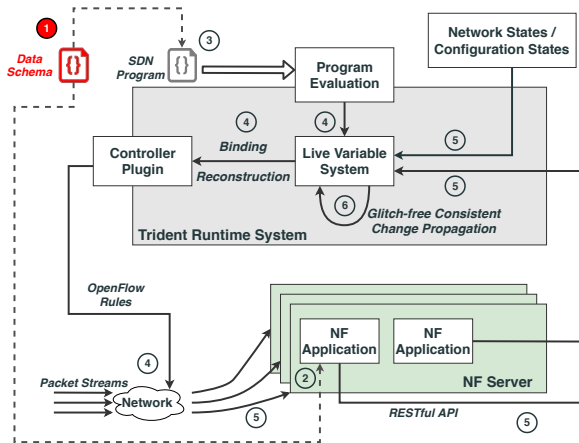 1
Data
Schema
{}
SDN
Program
{}
3
Program
Evaluation
Network States /
Configuration States
4
4
5
Controller
Plugin
Binding
Reconstruction
Live Variable
System
5
6
Glitch-free Consistent
Change Propagation
Trident Runtime System
OpenFlow
Rules
NF
Application
NF
Application
4
2
NF Server
Packet Streams
Network
5
RESTful API
5